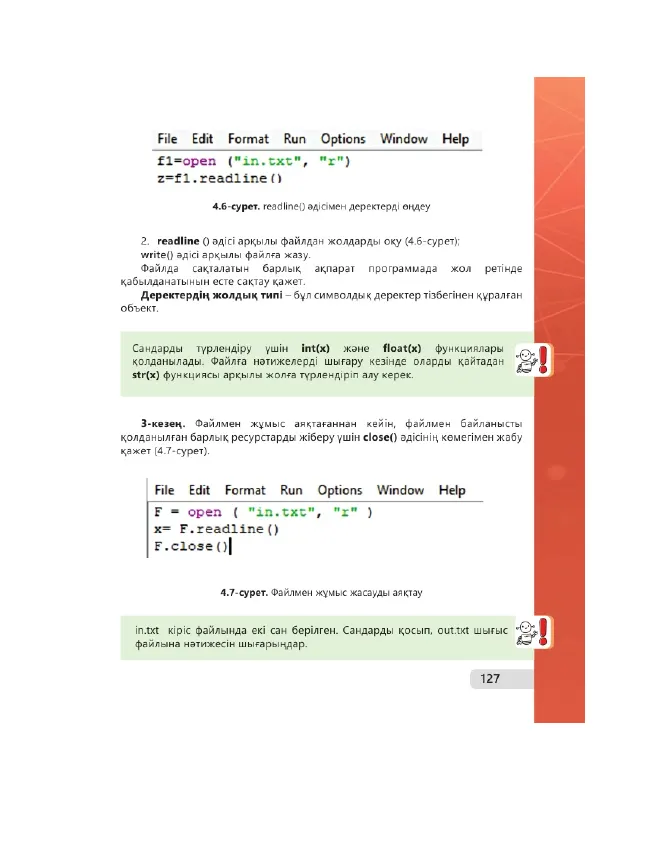 File Edit Format Run Options Window Help
f1=open ("in.txt", "r")
z=f1.readline()
4.6-сурет. readline() әдісімен деректерді өңдеу
2. readline () әдісі арқылы файлдан жолдарды оқу (4.6-сурет);
write() әдісі арқылы файлға жазу.
Файлда сақталатын барлық ақпарат программада жол ретінде
қабылданатынын есте сақтау қажет.
Деректердің жолдық типі – бұл символдық деректер тізбегінен құралған
объект.
Сандарды түрлендіру үшін int(x) және float(x) функциялары
қолданылады. Файлға нәтижелерді шығару кезінде оларды қайтадан
str(x) функциясы арқылы жолға түрлендіріп алу керек.
3-кезең. Файлмен жұмыс аяқтағаннан кейін, файлмен байланысты
қолданылған барлық ресурстарды жіберу үшін close() әдісінің көмегімен жабу
қажет (4.7-сурет).
File Edit Format Run Options Window Help
F = open ( "in.txt", "r" )
x= F.readline()
F.close()
4.7-сурет. Файлмен жұмыс жасауды аяқтау
in.txt кіріс файлында екі сан берілген. Сандарды қосып, out.txt шығыс
файлына нәтижесін шығарыңдар.
127